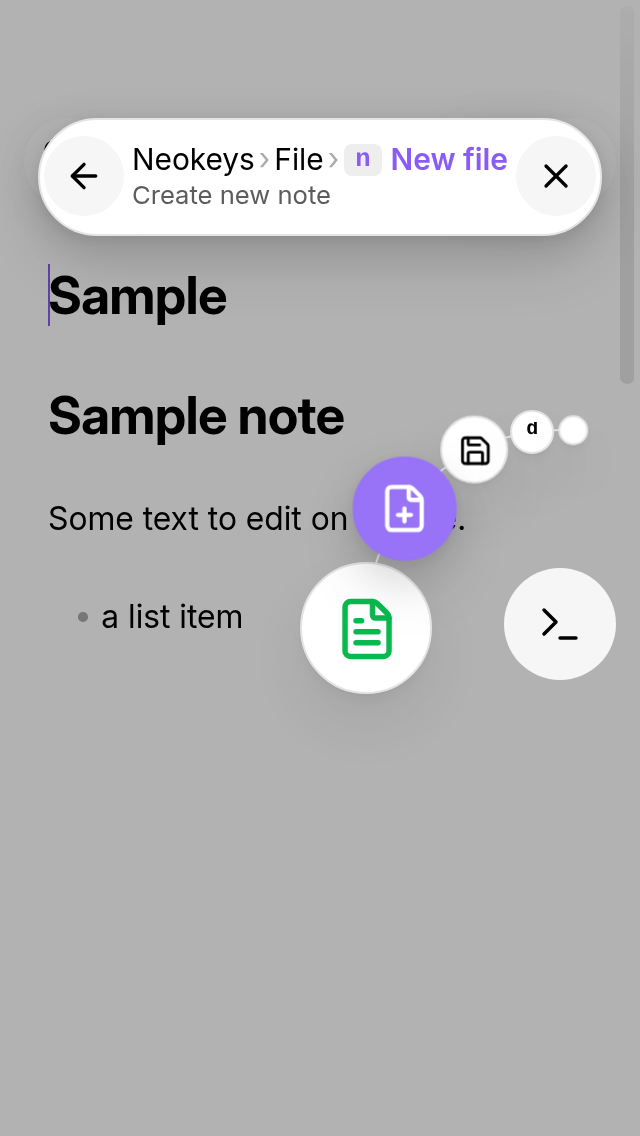 Neokeys › File › n New file
Create new note
Sample
Sample note
d
Some text to edit on .
a list item